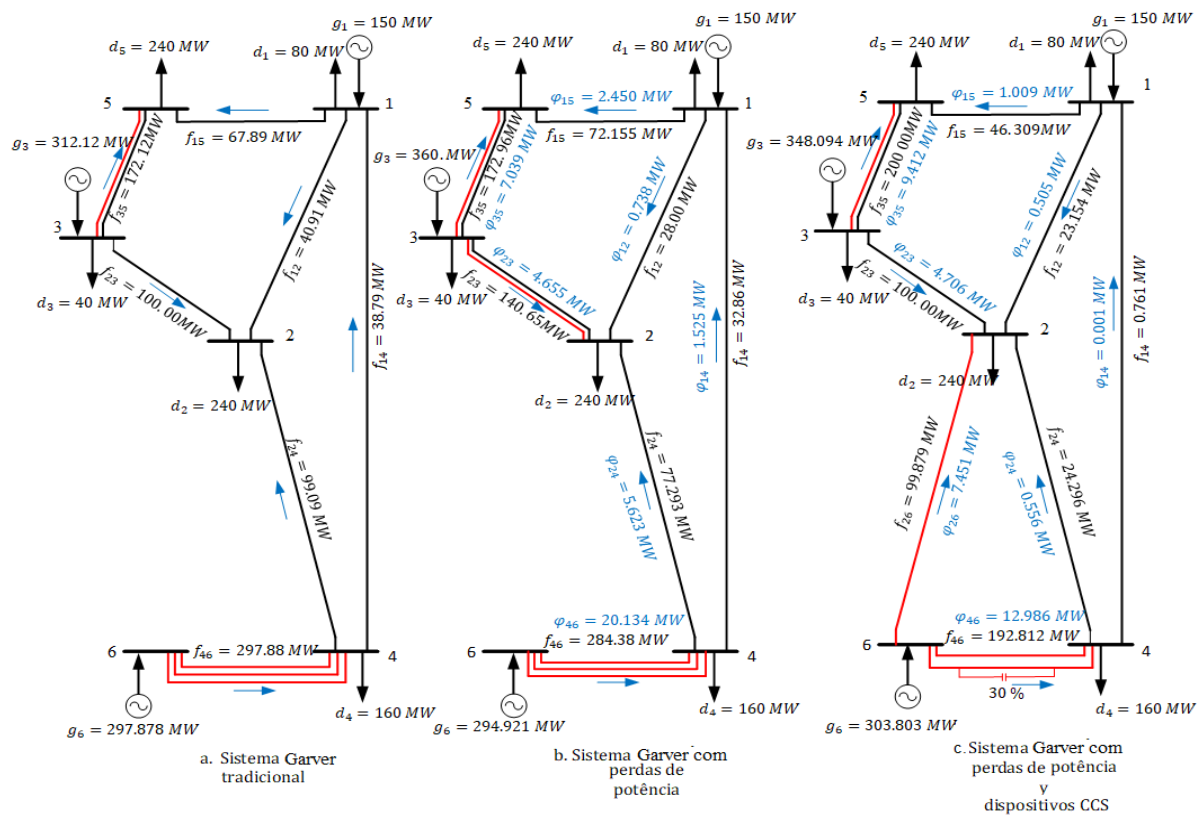 g₁ = 150 MW
d₅ = 240 MW
d₁ = 80 MW
5
1
f₁₅ = 67.89 MW
g₃ = 312.12 MW
f₃₅ = 172.12MW
3
f₁₂ = 40.91 MW
d₃ = 40 MW
f₂₃ = 100.00MW
2
f₁₄ = 38.79 MW
d₂ = 240 MW
f₂₄ = 99.09 MW
6
f₄₆ = 297.88 MW
4
d₄ = 160 MW
g₆ = 297.878 MW
a. Sistema Garver
tradicional
g₁ = 150 MW
d₅ = 240 MW
d₁ = 80 MW
5
φ₁₅ = 2.450 MW
1
f₁₅ = 72.155 MW
g₃ = 360. MW
f₃₅ = 172.96MW
φ₃₅ = 7.039 MW
φ₁₂ = 0.738 MW
f₁₂ = 28.00 MW
3
φ₂₃ = 4.655 MW
d₃ = 40 MW
f₂₃ = 140.65MW
2
φ₁₄ = 1.525 MW
f₁₄ = 32.86 MW
d₂ = 240 MW
f₂₄ = 77.293 MW
φ₂₄ = 5.623 MW
φ₄₆ = 20.134 MW
6
f₄₆ = 284.38 MW
4
d₄ = 160 MW
g₆ = 294.921 MW
b. Sistema Garver com
perdas de
potência
g₁ = 150 MW
d₅ = 240 MW
d₁ = 80 MW
5
φ₁₅ = 1.009 MW
1
f₁₅ = 46.309MW
g₃ = 348.094 MW
f₃₅ = 200.00MW
φ₃₅ = 9.412 MW
φ₁₂ = 0.505 MW
f₁₂ = 23.154 MW
3
φ₂₃ = 4.706 MW
d₃ = 40 MW
f₂₃ = 100.00MW
2
φ₁₄ = 0.001 MW
f₁₄ = 0.761 MW
d₂ = 240 MW
f₂₆ = 99.879 MW
φ₂₆ = 7.451 MW
f₂₄ = 24.296 MW
φ₂₄ = 0.556 MW
φ₄₆ = 12.986 MW
6
f₄₆ = 192.812 MW
4
30 %
d₄ = 160 MW
g₆ = 303.803 MW
c. Sistema Garver com
perdas de potência
y
dispositivos CCS